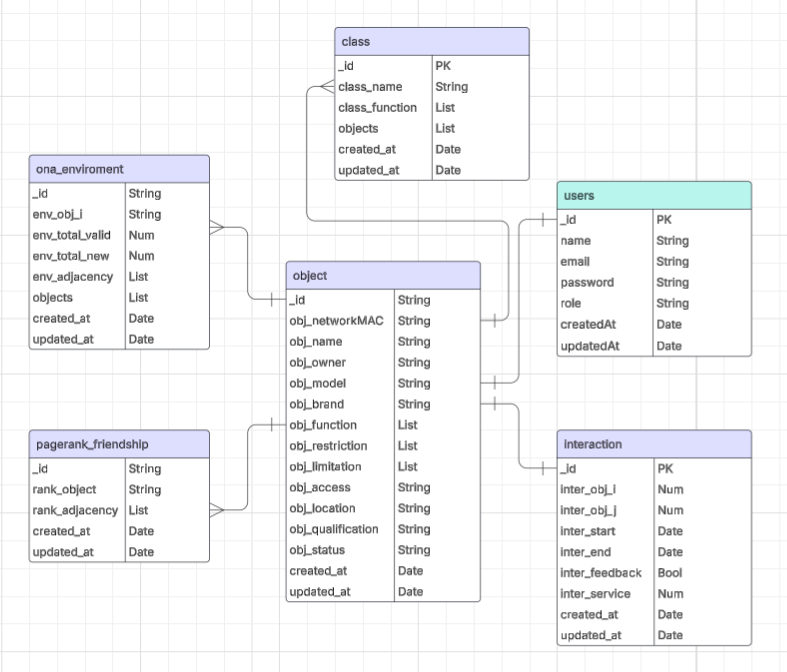 class
_id PK
class_name String
class_function List
objects List
created_at Date
updated_at Date
ona_enviroment
_id String
env_obj_i String
env_total_valid Num
env_total_new Num
env_adjacency List
objects List
created_at Date
updated_at Date
users
_id PK
name String
email String
password String
role String
createdAt Date
updatedAt Date
object
_id String
obj_networkMAC String
obj_name String
obj_owner String
obj_model String
obj_brand String
obj_function List
obj_restriction List
obj_limitation List
obj_access String
obj_location String
obj_qualification String
obj_status String
created_at Date
updated_at Date
pagerank_friendship
_id String
rank_object String
rank_adjacency List
created_at Date
updated_at Date
interaction
_id PK
inter_obj_i Num
inter_obj_j Num
inter_start Date
inter_end Date
inter_feedback Bool
inter_service Num
created_at Date
updated_at Date